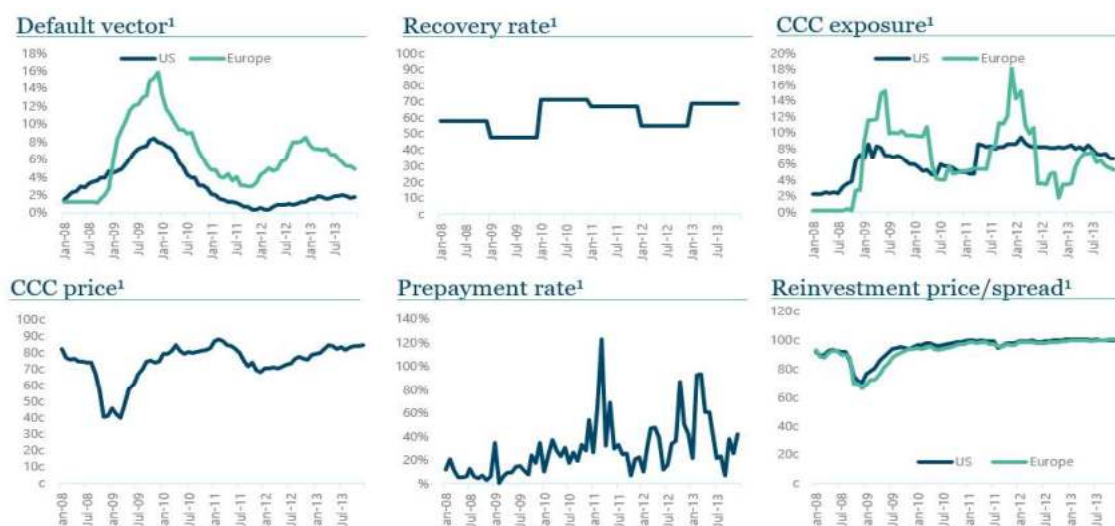 Default vector¹
18%
16%
14%
12%
10%
8%
6%
4%
2%
0%
US Europe
Jan-08 Jul-08 Jan-09 Jul-09 Jan-10 Jul-10 Jan-11 Jul-11 Jan-12 Jul-12 Jan-13 Jul-13
Recovery rate¹
100c
90c
80c
70c
60c
50c
40c
30c
20c
10c
c
Jan-08 Jul-08 Jan-09 Jul-09 Jan-10 Jul-10 Jan-11 Jul-11 Jan-12 Jul-12 Jan-13 Jul-13
CCC exposure¹
20%
18%
16%
14%
12%
10%
8%
6%
4%
2%
0%
US Europe
Jan-08 Jul-08 Jan-09 Jul-09 Jan-10 Jul-10 Jan-11 Jul-11 Jan-12 Jul-12 Jan-13 Jul-13
CCC price¹
100c
90c
80c
70c
60c
50c
40c
30c
20c
10c
c
Jan-08 Jul-08 Jan-09 Jul-09 Jan-10 Jul-10 Jan-11 Jul-11 Jan-12 Jul-12 Jan-13 Jul-13
Prepayment rate¹
140%
120%
100%
80%
60%
40%
20%
%
Jan-08 Jul-08 Jan-09 Jul-09 Jan-10 Jul-10 Jan-11 Jul-11 Jan-12 Jul-12 Jan-13 Jul-13
Reinvestment price/spread¹
120c
100c
80c
60c
40c
20c
c
US Europe
Jan-08 Jul-08 Jan-09 Jul-09 Jan-10 Jul-10 Jan-11 Jul-11 Jan-12 Jul-12 Jan-13 Jul-13